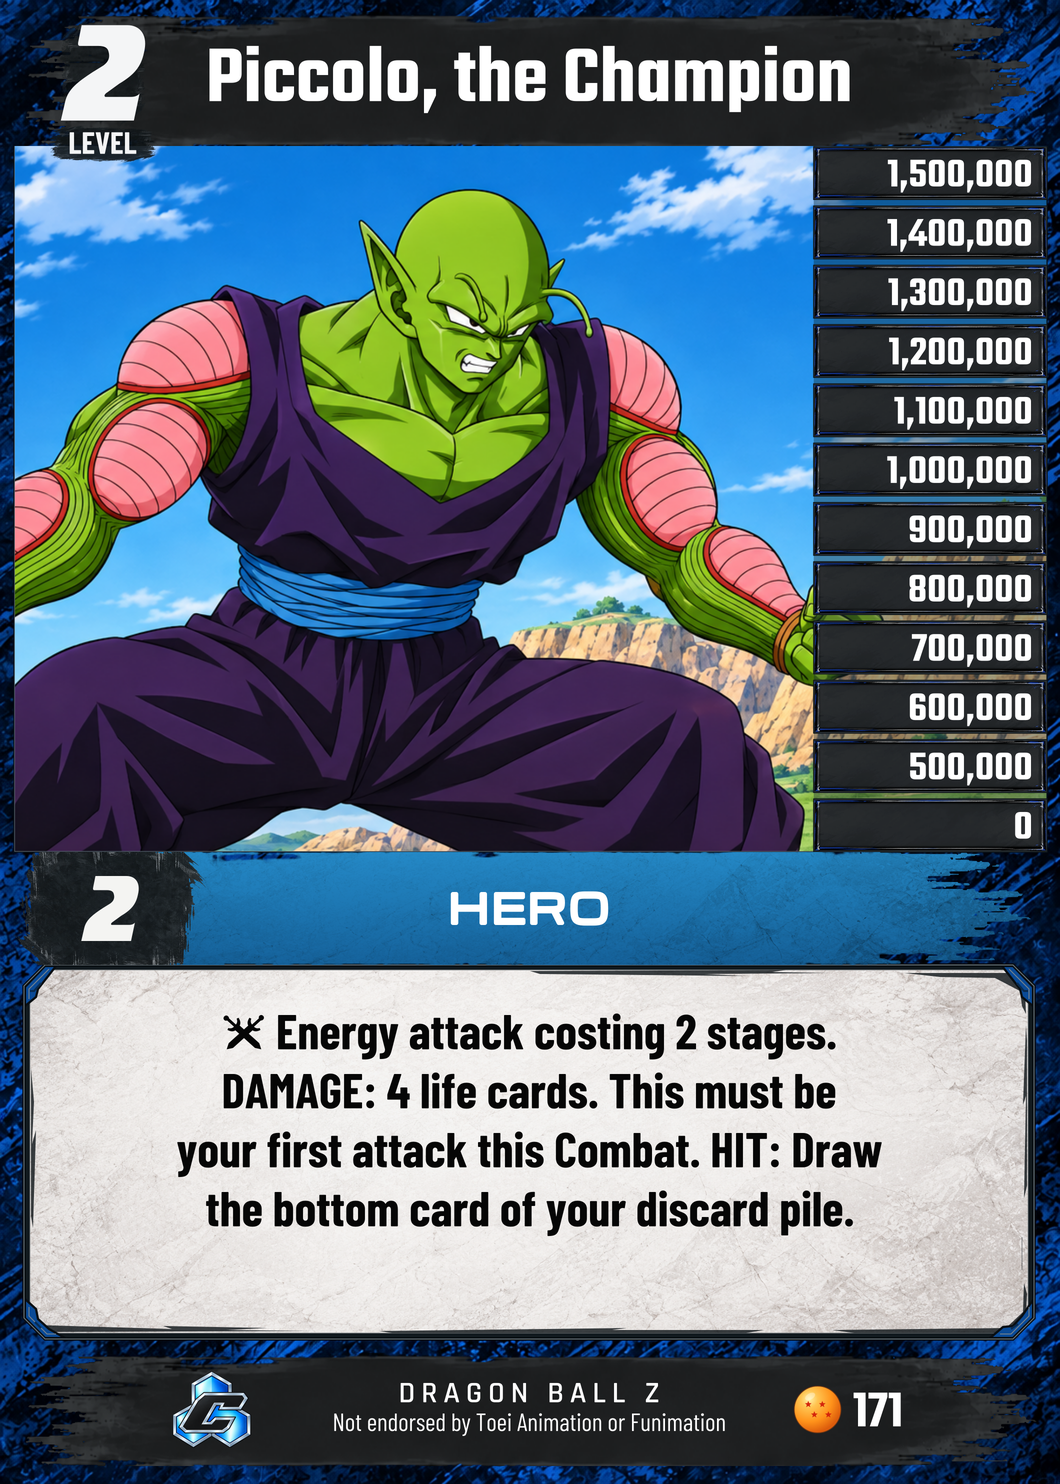 2
LEVEL
Piccolo, the Champion
1,500,000
1,400,000
1,300,000
1,200,000
1,100,000
1,000,000
900,000
800,000
700,000
600,000
500,000
0
2
HERO
Energy attack costing 2 stages.
DAMAGE: 4 life cards. This must be
your first attack this Combat. HIT: Draw
the bottom card of your discard pile.
DRAGON BALL Z
Not endorsed by Toei Animation or Funimation
171